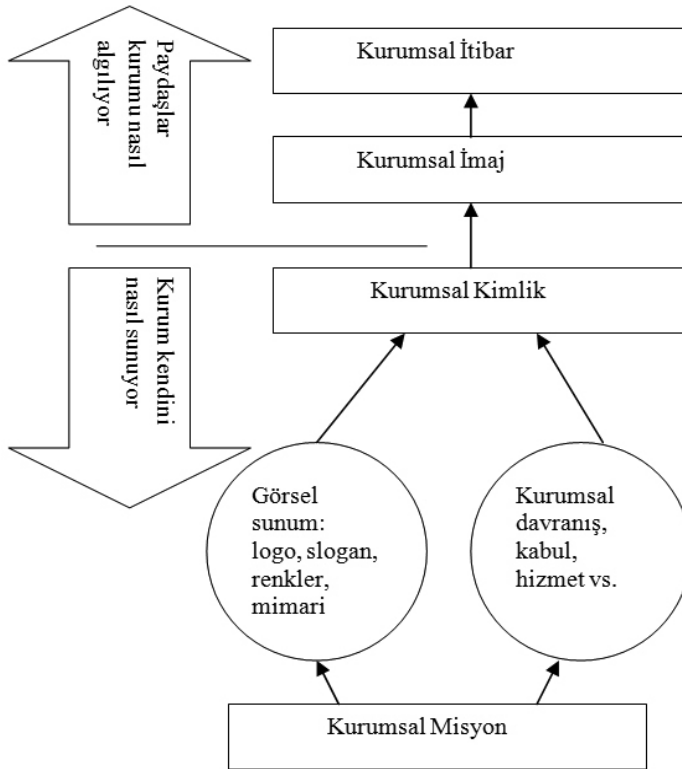 Paydaşlar
kurumu nasıl
algılıyor
Kurumsal İtibar
Kurumsal İmaj
Kurum kendini
nasıl sunuyor
Kurumsal Kimlik
Görsel
sunum:
logo, slogan,
renkler,
mimari
Kurumsal
davranış,
kabul,
hizmet vs.
Kurumsal Misyon